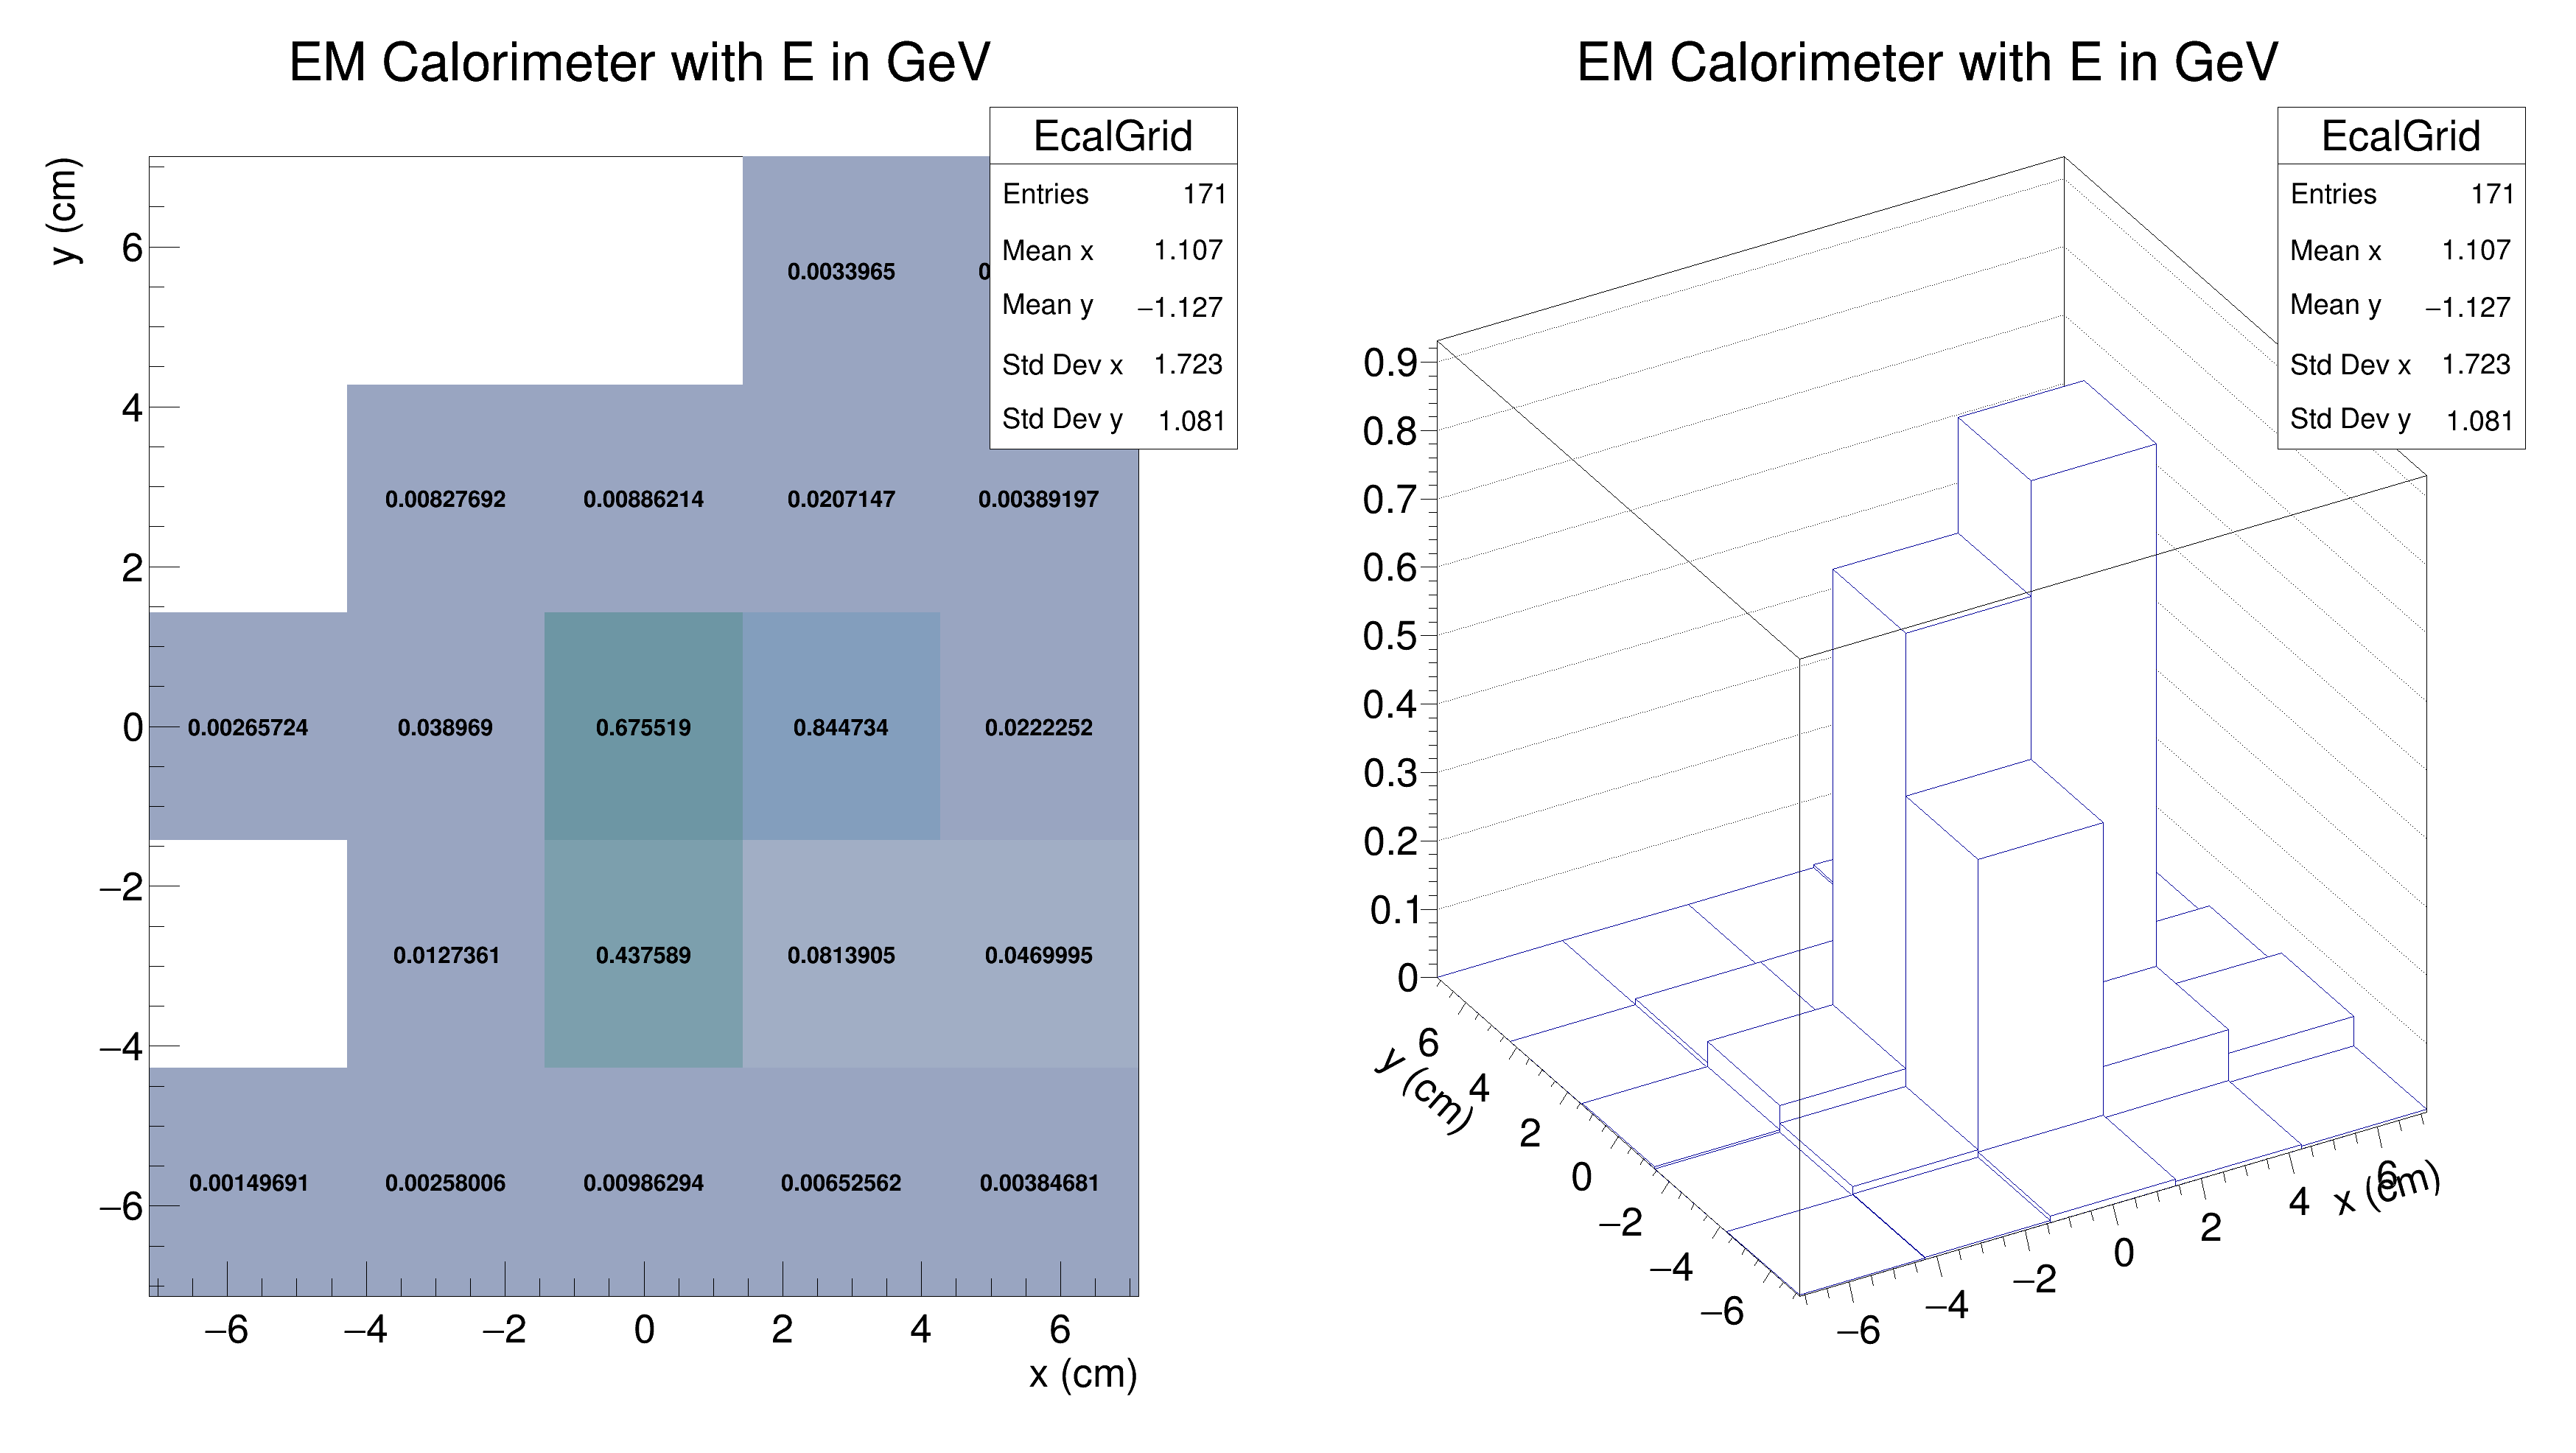 EM Calorimeter with E in GeV
EcalGrid
Entries 171
Mean x 1.107
Mean y −1.127
Std Dev x 1.723
Std Dev y 1.081
y (cm)
6
4
2
0
−2
−4
−6
0.0033965 0
0.00827692 0.00886214 0.0207147 0.00389197
0.00265724 0.038969 0.675519 0.844734 0.0222252
0.0127361 0.437589 0.0813905 0.0469995
0.00149691 0.00258006 0.00986294 0.00652562 0.00384681
−6 −4 −2 0 2 4 6
x (cm)
EM Calorimeter with E in GeV
EcalGrid
Entries 171
Mean x 1.107
Mean y −1.127
Std Dev x 1.723
Std Dev y 1.081
0.9
0.8
0.7
0.6
0.5
0.4
0.3
0.2
0.1
0
6
4
2
0
−2
−4
−6
y (cm)
−6
−4
−2
0
2
4
6
x (cm)